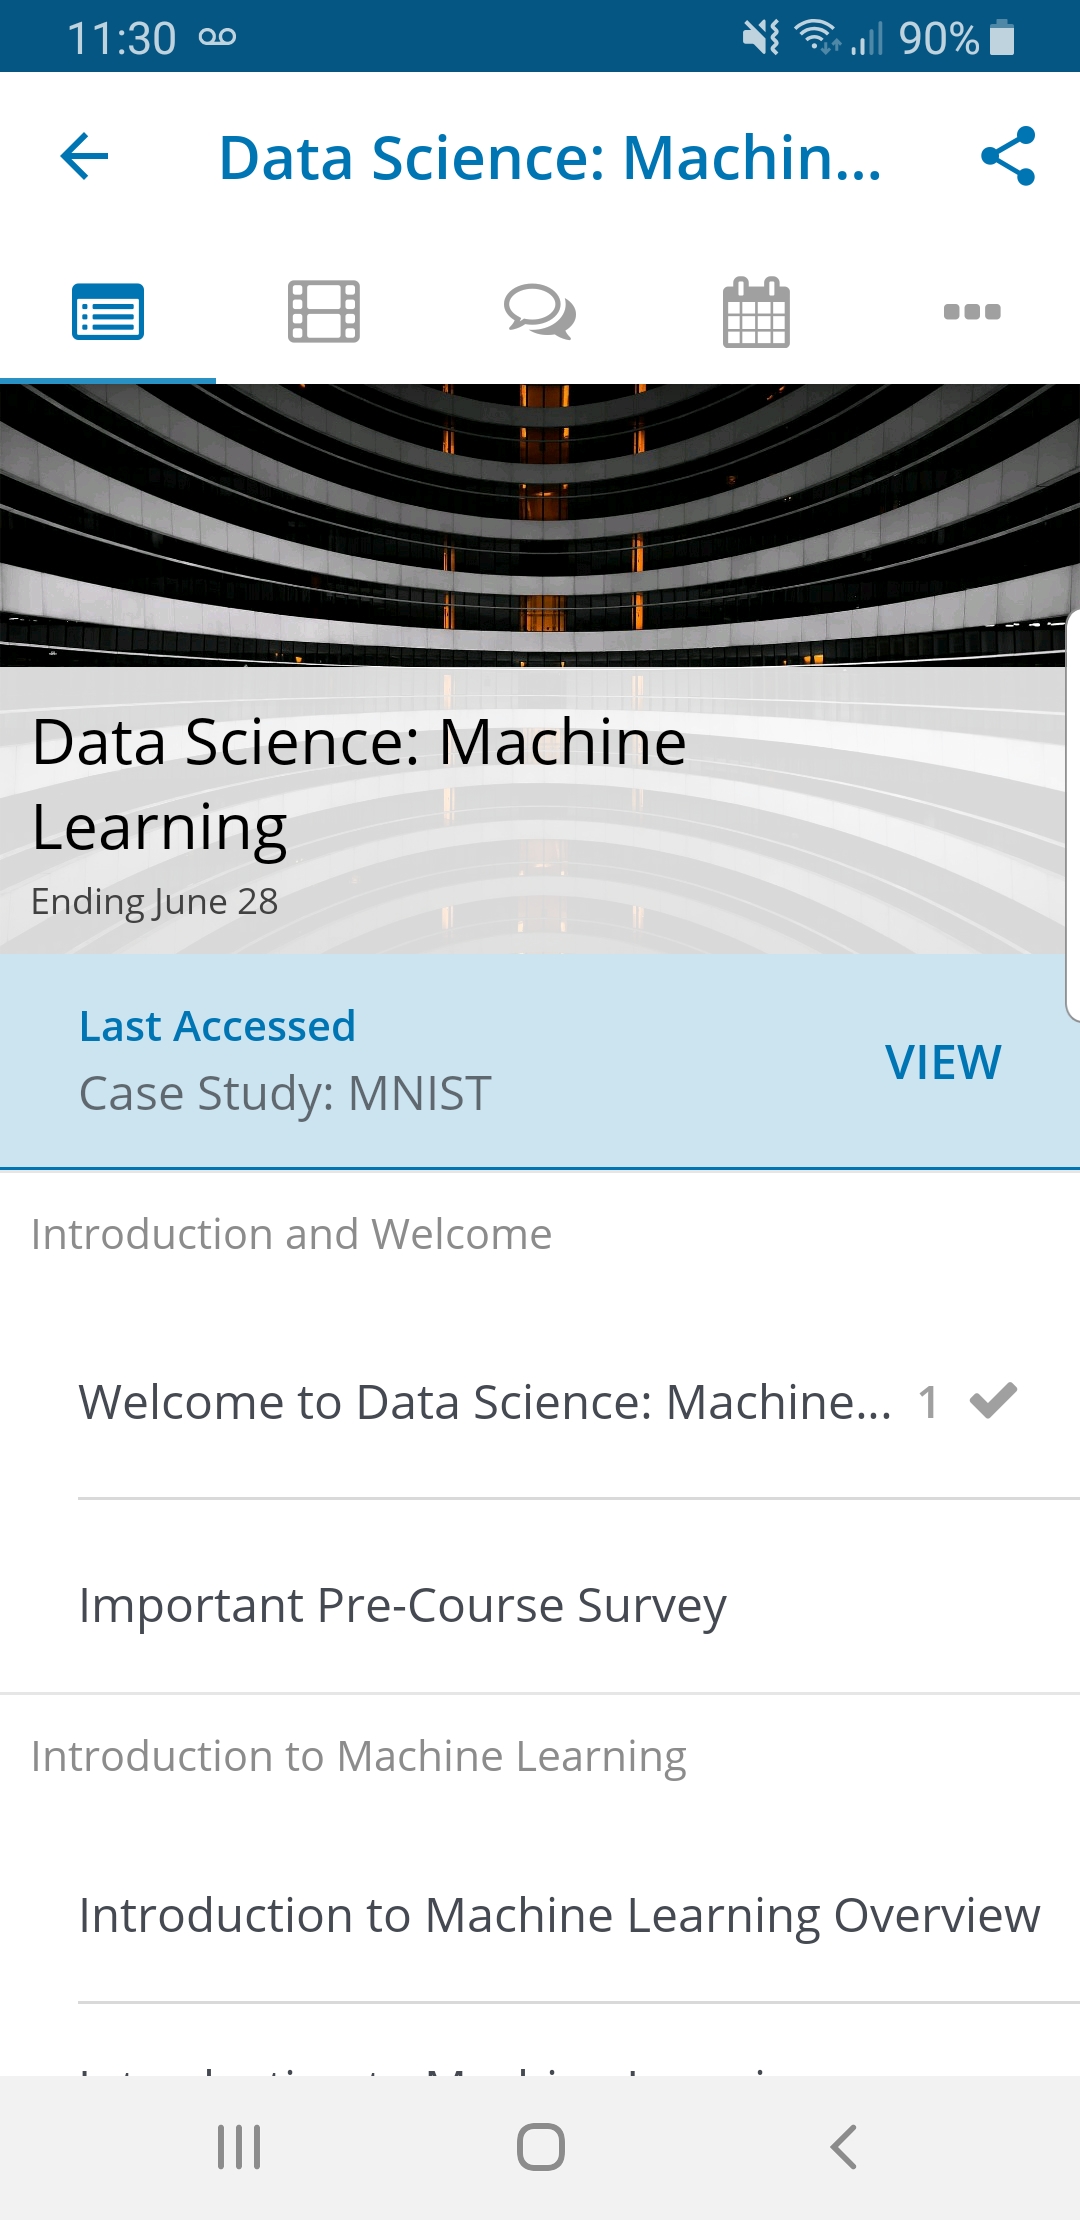 11:30
90%
Data Science: Machin...
Data Science: Machine
Learning
Ending June 28
Last Accessed
Case Study: MNIST
VIEW
Introduction and Welcome
Welcome to Data Science: Machine... 1
Important Pre-Course Survey
Introduction to Machine Learning
Introduction to Machine Learning Overview